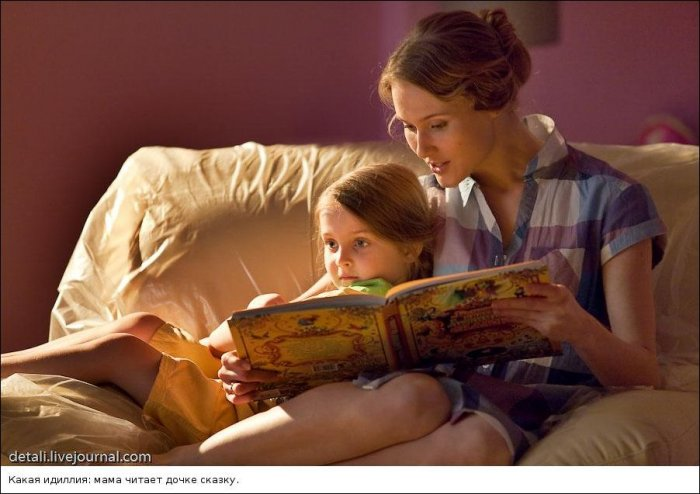 detali.livejournal.com
Какая идиллия: мама читает дочке сказку.